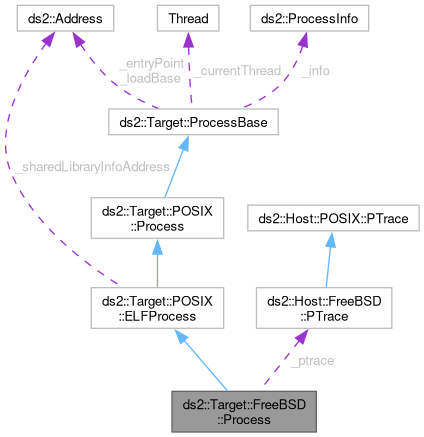 ds2::Address
Thread
ds2::ProcessInfo
_entryPoint
_loadBase
_currentThread
_info
ds2::Target::ProcessBase
_sharedLibraryInfoAddress
ds2::Target::POSIX
::Process
ds2::Host::POSIX::PTrace
ds2::Target::POSIX
::ELFProcess
ds2::Host::FreeBSD
::PTrace
_ptrace
ds2::Target::FreeBSD
::Process